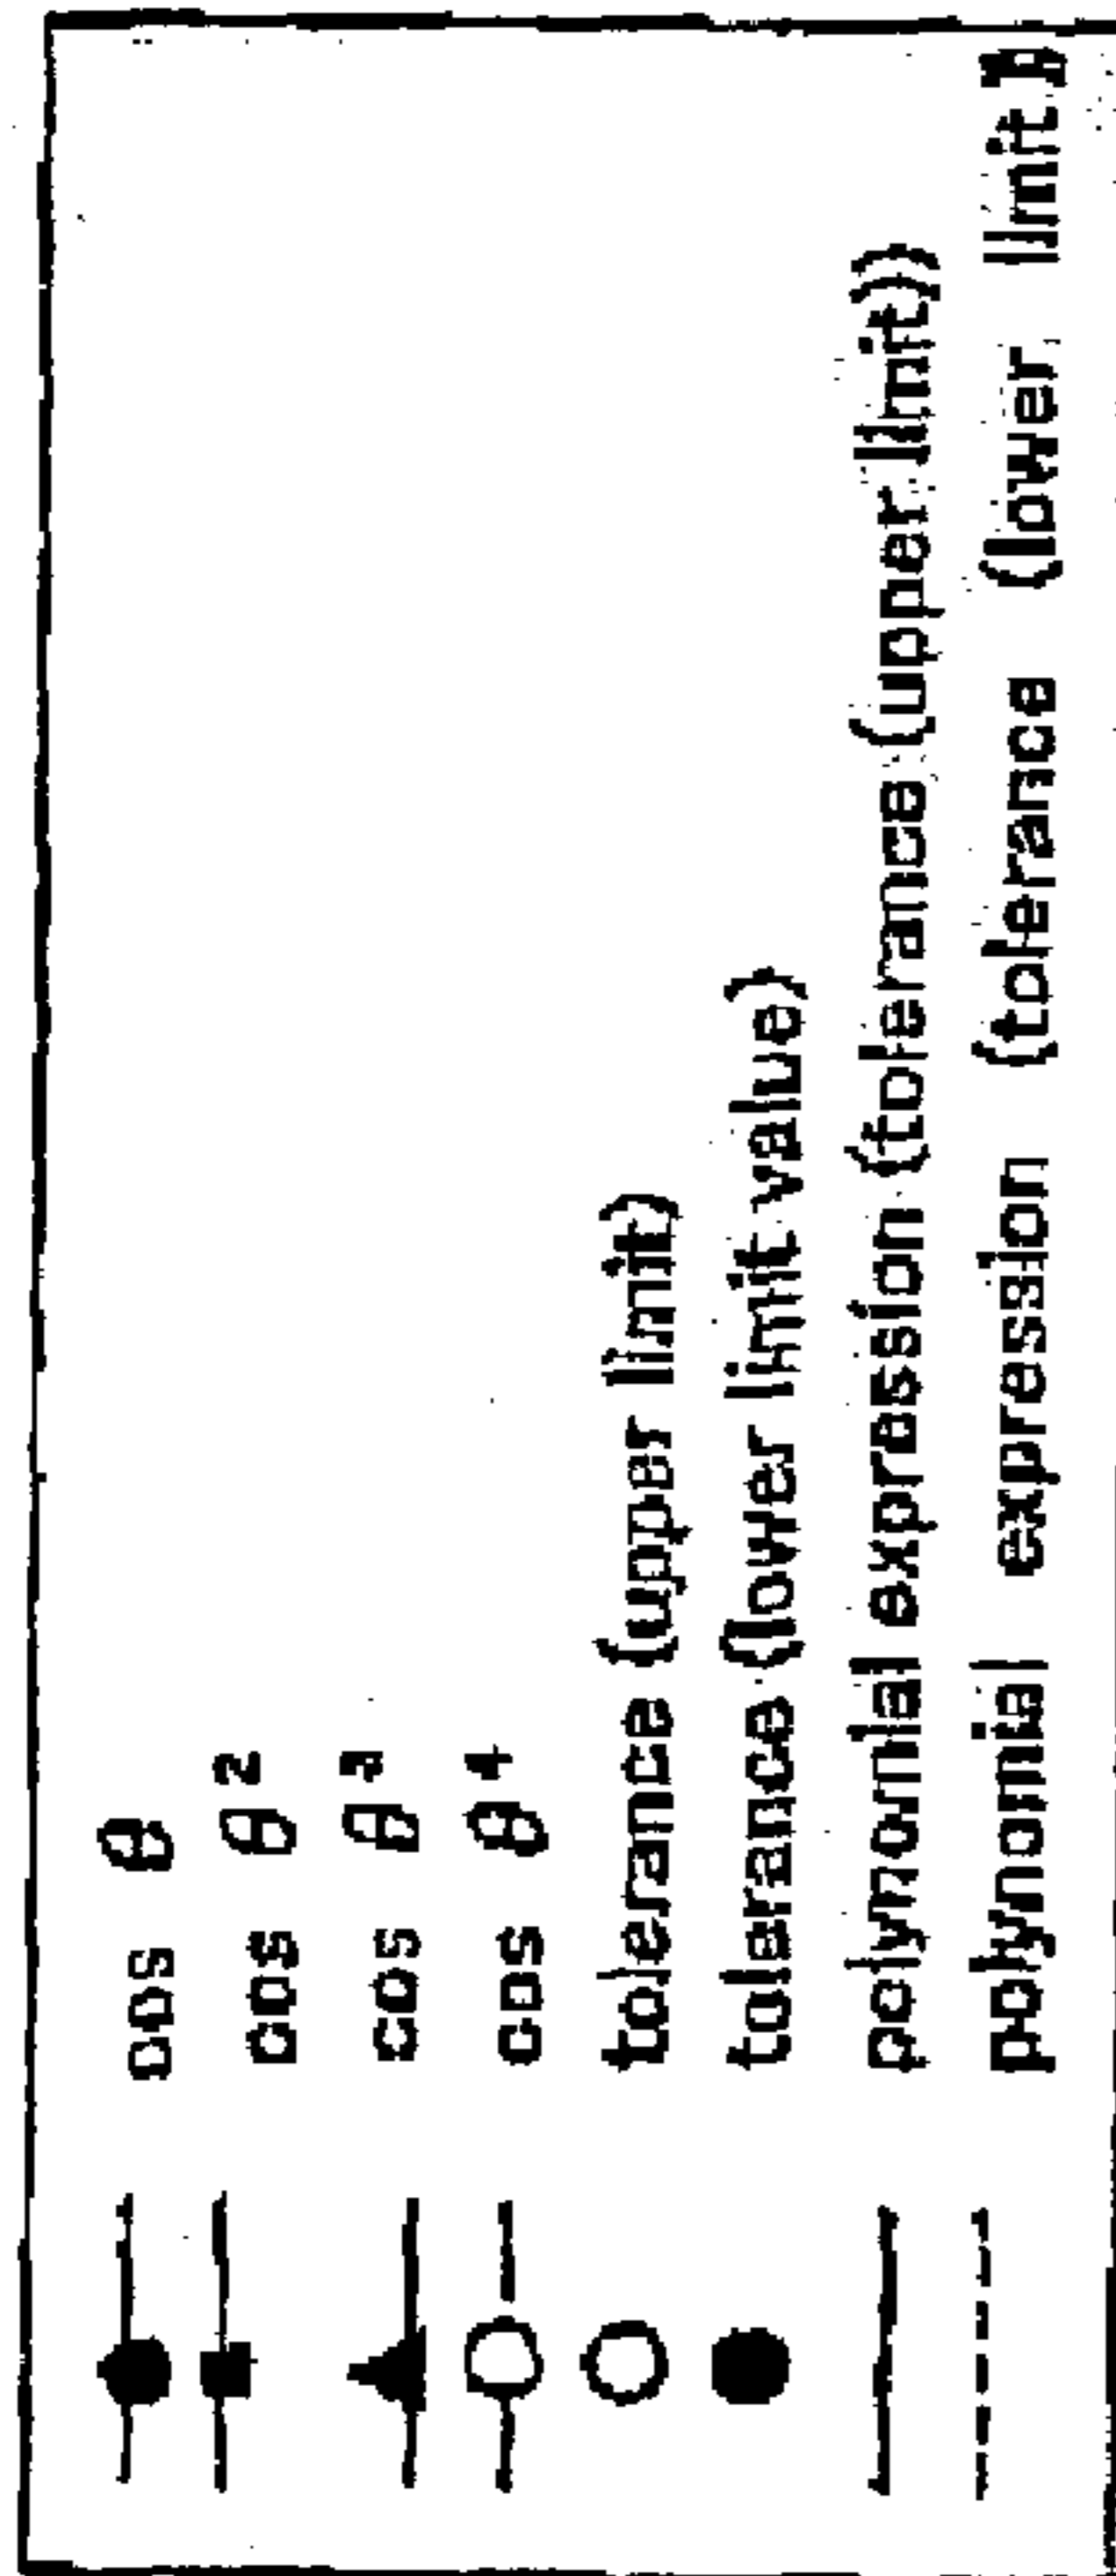 cos θ
cos θ²
cos θ³
cos θ⁴
tolerance (upper limit)
tolerance (lower limit value)
polynomial expression (tolerance (upper limit))
polynomial expression (tolerance (lower limit))